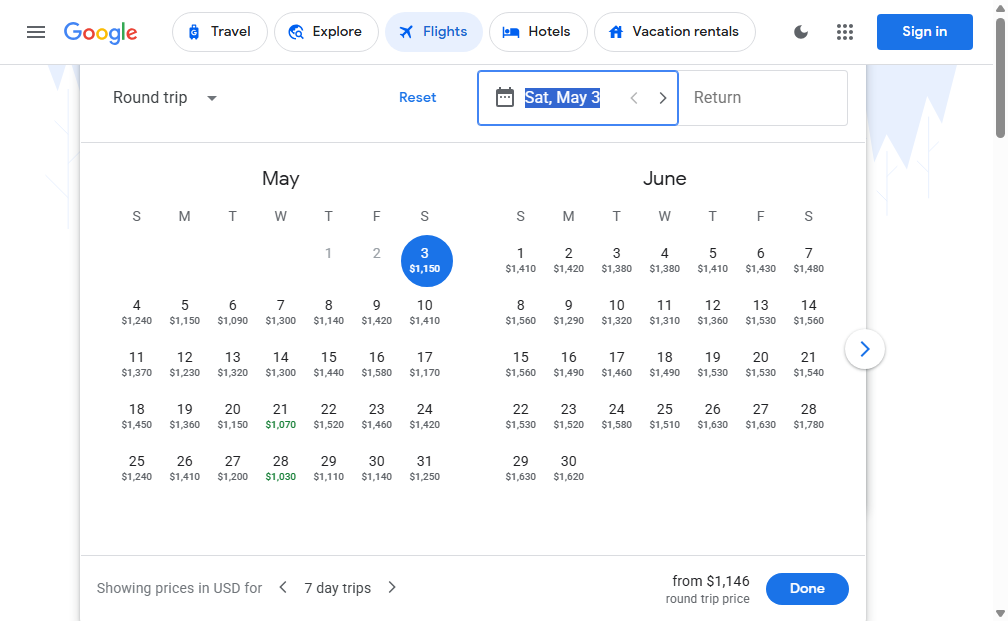 Google Travel Explore Flights Hotels Vacation rentals Sign in
Round trip Reset Sat, May 3 Return
May June
S M T W T F S S M T W T F S
1 2 3 1 2 3 4 5 6 7
$1,150 $1,410 $1,420 $1,380 $1,380 $1,410 $1,430 $1,480
4 5 6 7 8 9 10 8 9 10 11 12 13 14
$1,240 $1,150 $1,090 $1,300 $1,140 $1,420 $1,410 $1,560 $1,290 $1,320 $1,310 $1,360 $1,530 $1,560
11 12 13 14 15 16 17 15 16 17 18 19 20 21
$1,370 $1,230 $1,320 $1,300 $1,440 $1,580 $1,170 $1,560 $1,490 $1,460 $1,490 $1,530 $1,530 $1,540
18 19 20 21 22 23 24 22 23 24 25 26 27 28
$1,450 $1,360 $1,150 $1,070 $1,520 $1,460 $1,420 $1,530 $1,520 $1,580 $1,510 $1,630 $1,630 $1,780
25 26 27 28 29 30 31 29 30
$1,240 $1,410 $1,200 $1,030 $1,110 $1,140 $1,250 $1,630 $1,620
Showing prices in USD for 7 day trips from $1,146 Done
round trip price